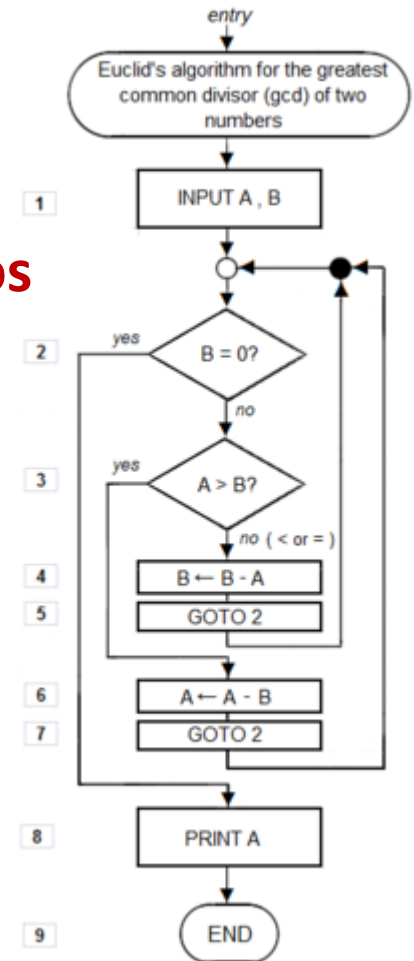 entry
Euclid's algorithm for the greatest
common divisor (gcd) of two
numbers
1
INPUT A , B
2
yes
B = 0?
no
3
yes
A > B?
no ( < or = )
4
B ← B - A
5
GOTO 2
6
A ← A - B
7
GOTO 2
8
PRINT A
9
END